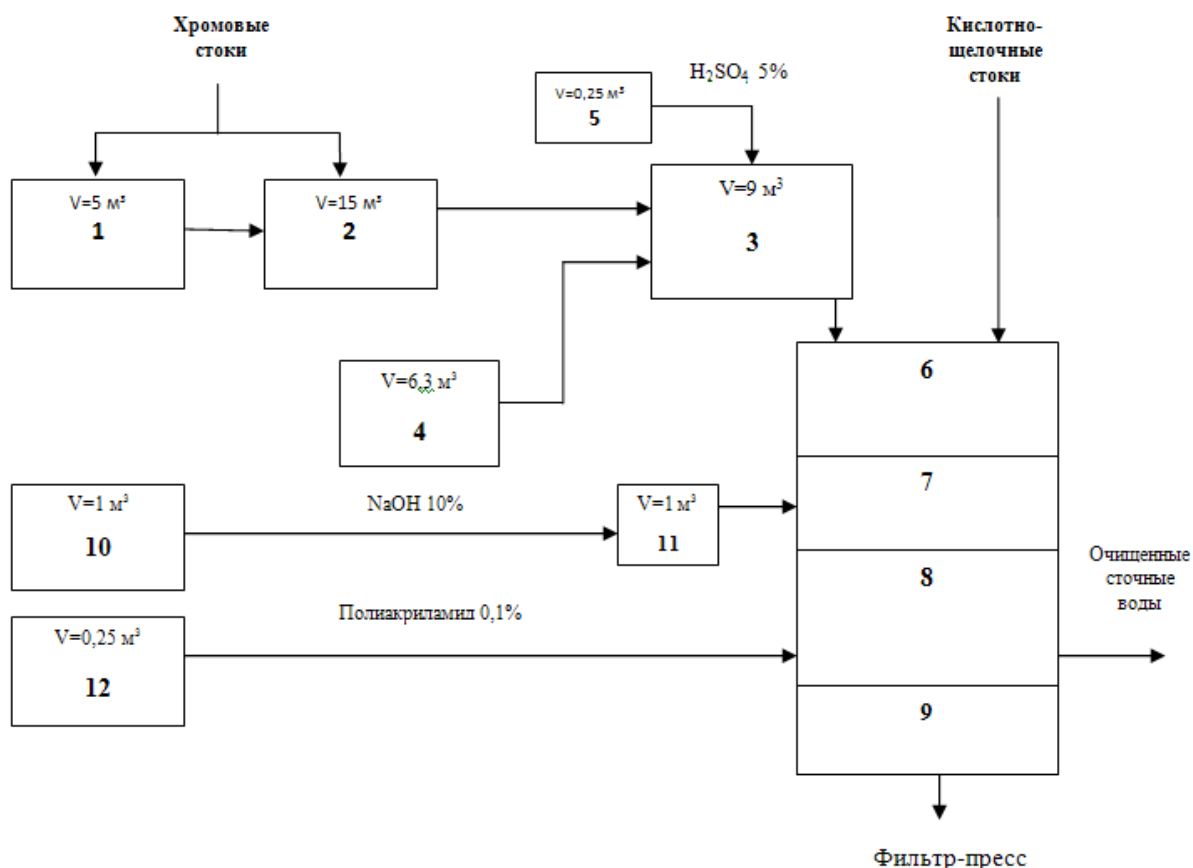 Хромовые
стоки
Кислотно-
щелочные
стоки
H₂SO₄ 5%
V=0,25 м³
5
V=5 м³
1
V=15 м³
2
V=9 м³
3
V=6,3 м³
4
6
7
8
9
V=1 м³
10
NaOH 10%
V=1 м³
11
Полиакриламид 0,1%
V=0,25 м³
12
Очищенные
сточные
воды
Фильтр-пресс